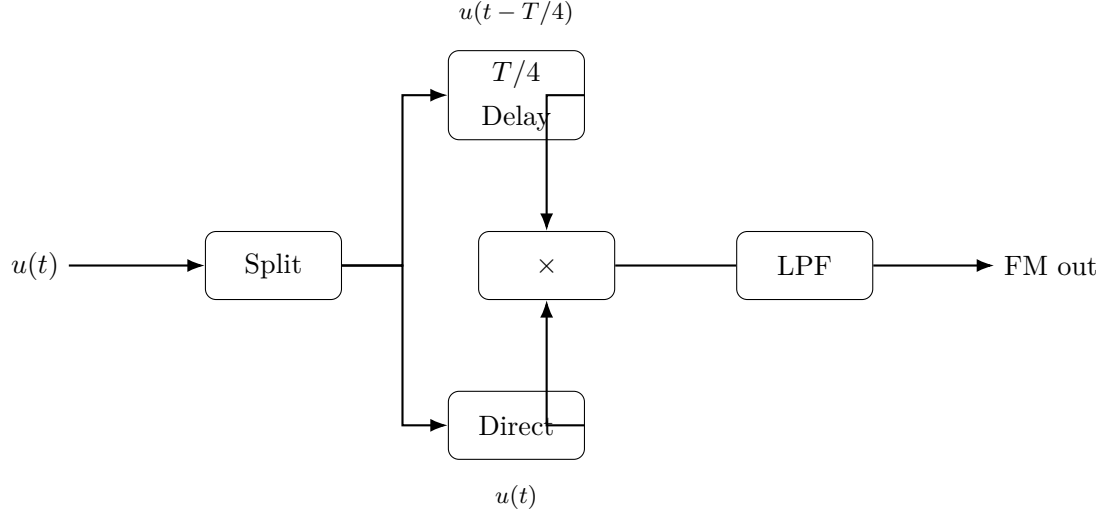 u(t − T/4)
T/4
Delay
u(t)
Split
×
LPF
FM out
Direct
u(t)